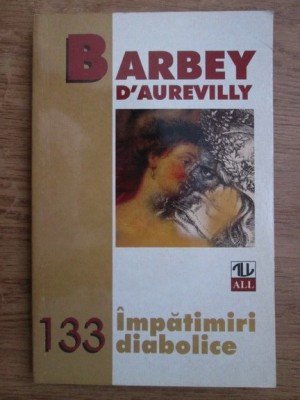 BARBEY
D'AUREVILLY
ALL
133 Împătimiri
diabolice